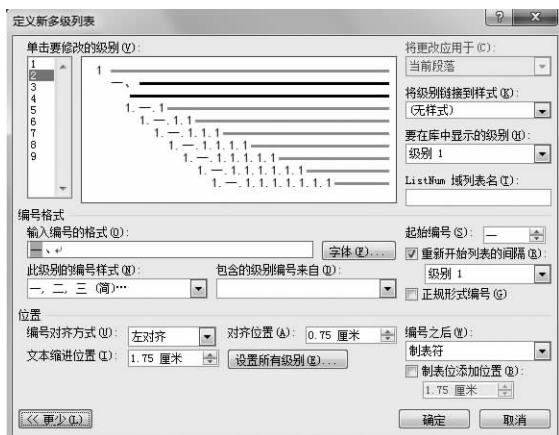 定义新多级列表
单击要修改的级别(V):
1
2
3
4
5
6
7
8
9
1
一、
1.一.1
1.一.1.1
1.一.1.1.1
1.一.1.1.1.1
1.一.1.1.1.1.1
1.一.1.1.1.1.1.1
将更改应用于(C):
当前段落
将级别链接到样式(K):
(无样式)
要在库中显示的级别(H):
级别 1
ListNum 域列表名(T):
编号格式
输入编号的格式(O):
一、↵
字体(F)...
此级别的编号样式(N):
一, 二, 三 (简)…
包含的级别编号来自(D):
起始编号(S):
一
重新开始列表的间隔(R):
级别 1
正规形式编号(G)
位置
编号对齐方式(U):
左对齐
对齐位置(A):
0.75 厘米
文本缩进位置(I):
1.75 厘米
设置所有级别(E)...
编号之后(W):
制表符
制表位添加位置(B):
1.75 厘米
<< 更少(L)
确定
取消